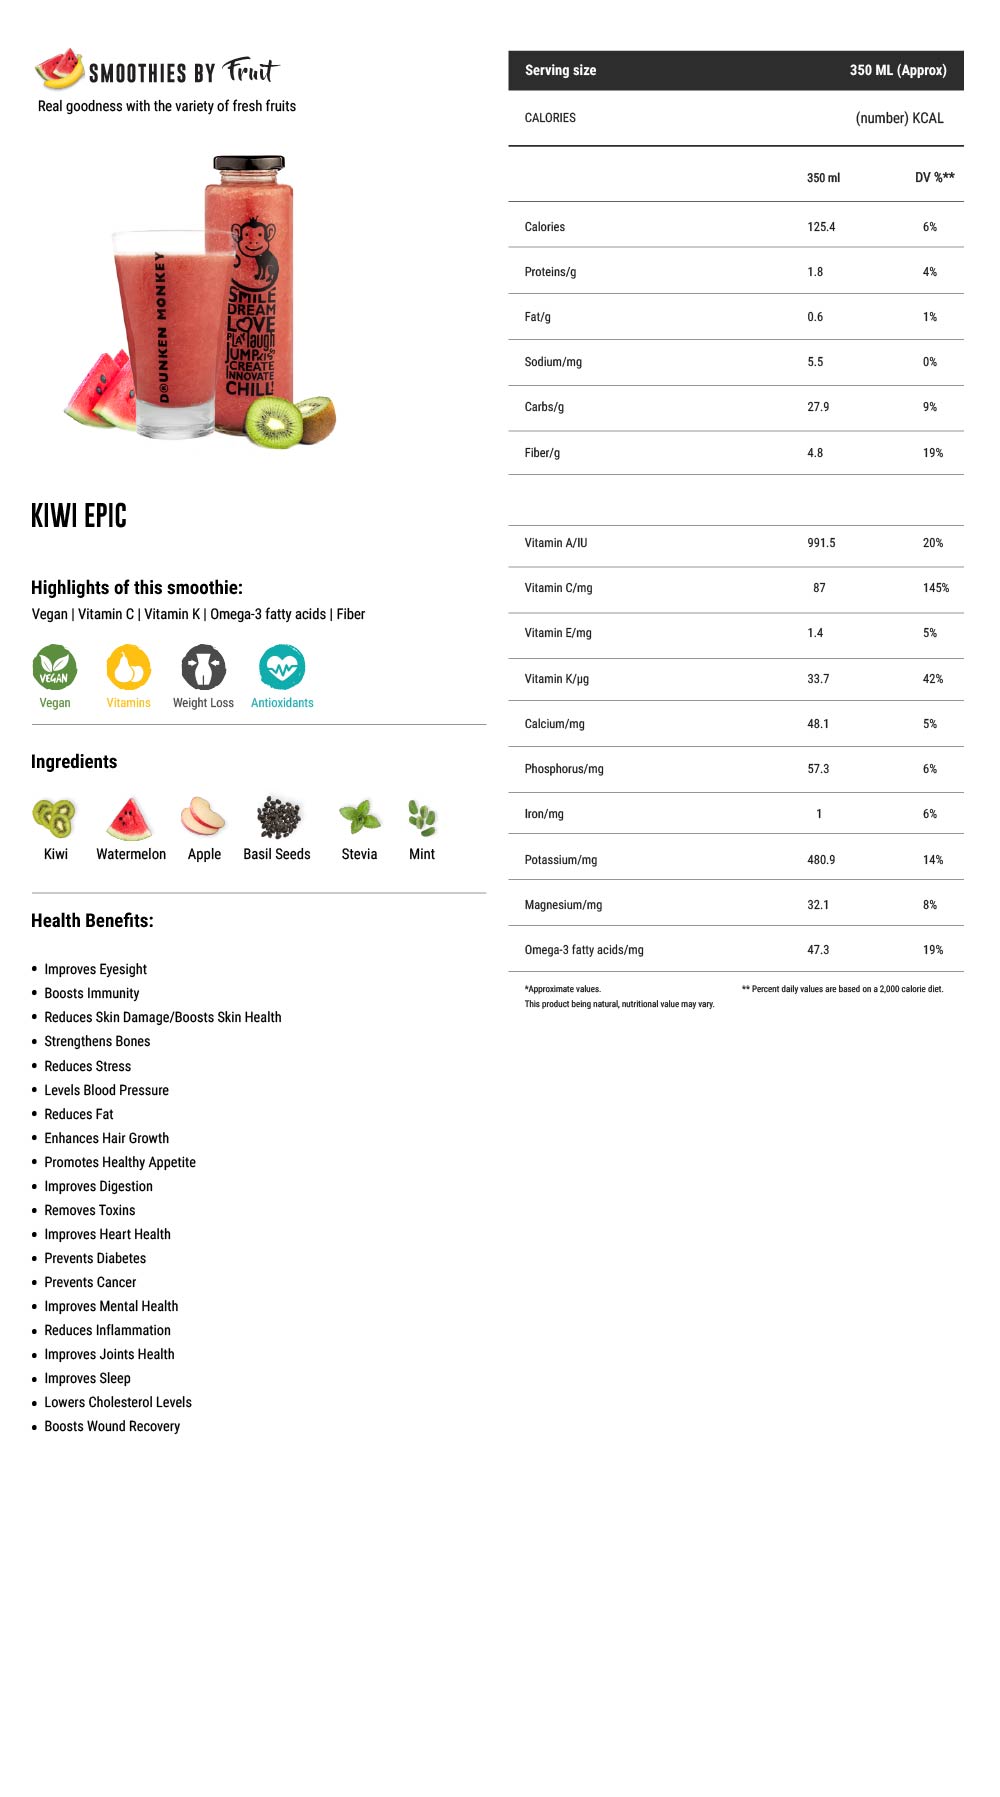 SMOOTHIES BY Fruit
Real goodness with the variety of fresh fruits
DRUNKEN MONKEY
SMILE
DREAM
LOVE
PLAY laugh
JUMP KISS
CREATE
INNOVATE
CHILL!
KIWI EPIC
Highlights of this smoothie:
Vegan | Vitamin C | Vitamin K | Omega-3 fatty acids | Fiber
VEGAN
Vegan Vitamins Weight Loss Antioxidants
Ingredients
Kiwi Watermelon Apple Basil Seeds Stevia Mint
Health Benefits:
• Improves Eyesight
• Boosts Immunity
• Reduces Skin Damage/Boosts Skin Health
• Strengthens Bones
• Reduces Stress
• Levels Blood Pressure
• Reduces Fat
• Enhances Hair Growth
• Promotes Healthy Appetite
• Improves Digestion
• Removes Toxins
• Improves Heart Health
• Prevents Diabetes
• Prevents Cancer
• Improves Mental Health
• Reduces Inflammation
• Improves Joints Health
• Improves Sleep
• Lowers Cholesterol Levels
• Boosts Wound Recovery
Serving size 350 ML (Approx)
CALORIES (number) KCAL
350 ml DV %**
Calories 125.4 6%
Proteins/g 1.8 4%
Fat/g 0.6 1%
Sodium/mg 5.5 0%
Carbs/g 27.9 9%
Fiber/g 4.8 19%
Vitamin A/IU 991.5 20%
Vitamin C/mg 87 145%
Vitamin E/mg 1.4 5%
Vitamin K/µg 33.7 42%
Calcium/mg 48.1 5%
Phosphorus/mg 57.3 6%
Iron/mg 1 6%
Potassium/mg 480.9 14%
Magnesium/mg 32.1 8%
Omega-3 fatty acids/mg 47.3 19%
*Approximate values. ** Percent daily values are based on a 2,000 calorie diet.
This product being natural, nutritional value may vary.